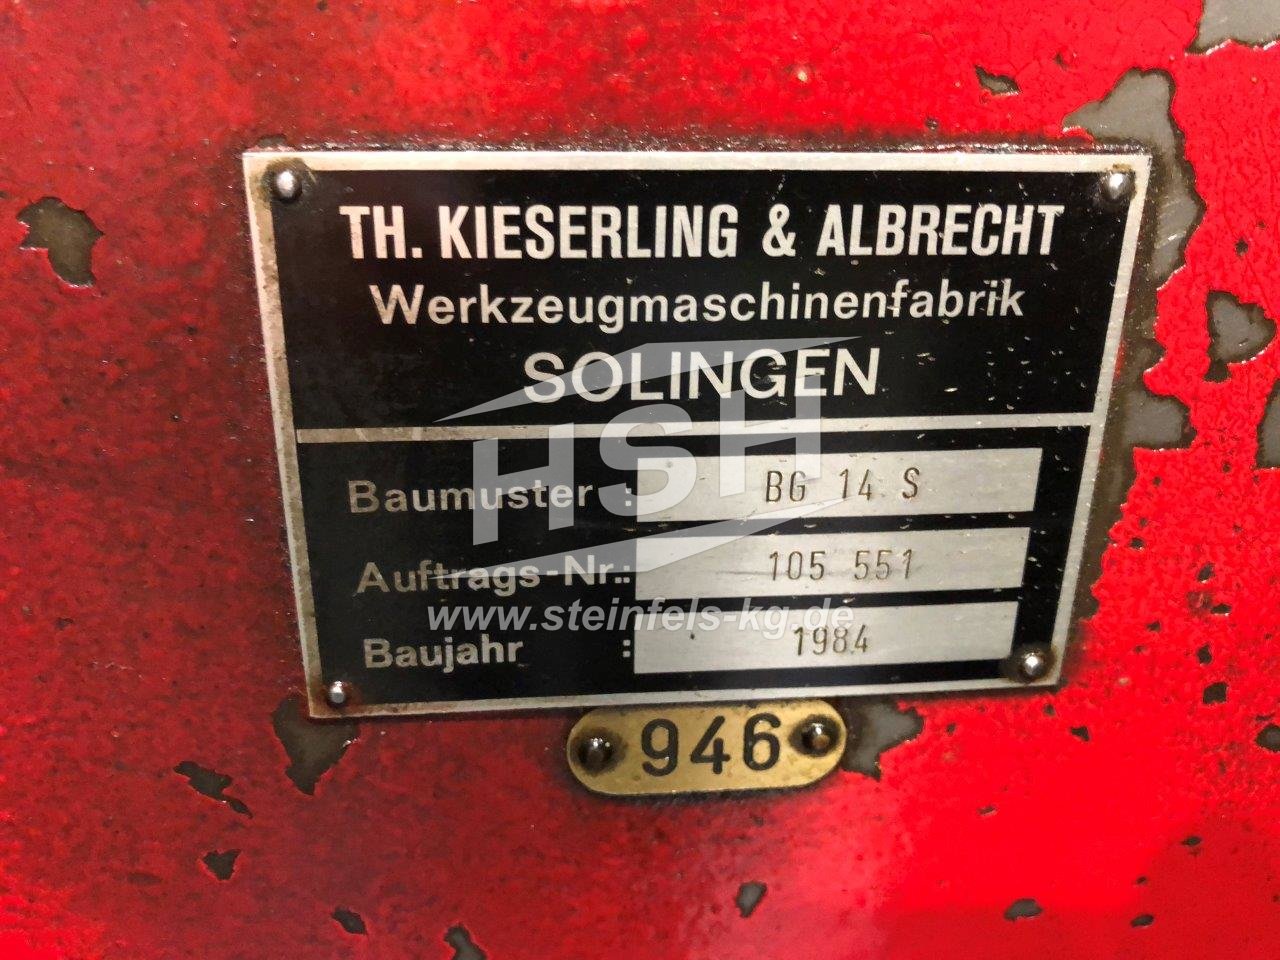 TH. KIESERLING & ALBRECHT
Werkzeugmaschinenfabrik
SOLINGEN
HSH
Baumuster : BG 14 S
Auftrags-Nr.: 105 551
www.steinfels-kg.de
Baujahr : 1984
946